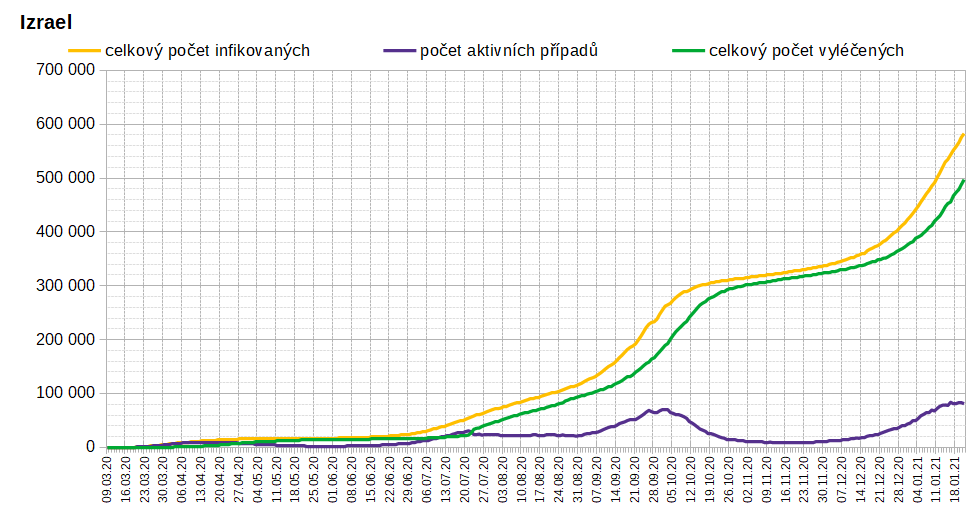 Izrael
celkový počet infikovaných počet aktivních případů celkový počet vyléčených
700 000
600 000
500 000
400 000
300 000
200 000
100 000
0
09.03.20 16.03.20 23.03.20 30.03.20 06.04.20 13.04.20 20.04.20 27.04.20 04.05.20 11.05.20 18.05.20 25.05.20 01.06.20 08.06.20 15.06.20 22.06.20 29.06.20 06.07.20 13.07.20 20.07.20 27.07.20 03.08.20 10.08.20 17.08.20 24.08.20 31.08.20 07.09.20 14.09.20 21.09.20 28.09.20 05.10.20 12.10.20 19.10.20 26.10.20 02.11.20 09.11.20 16.11.20 23.11.20 30.11.20 07.12.20 14.12.20 21.12.20 28.12.20 04.01.21 11.01.21 18.01.21